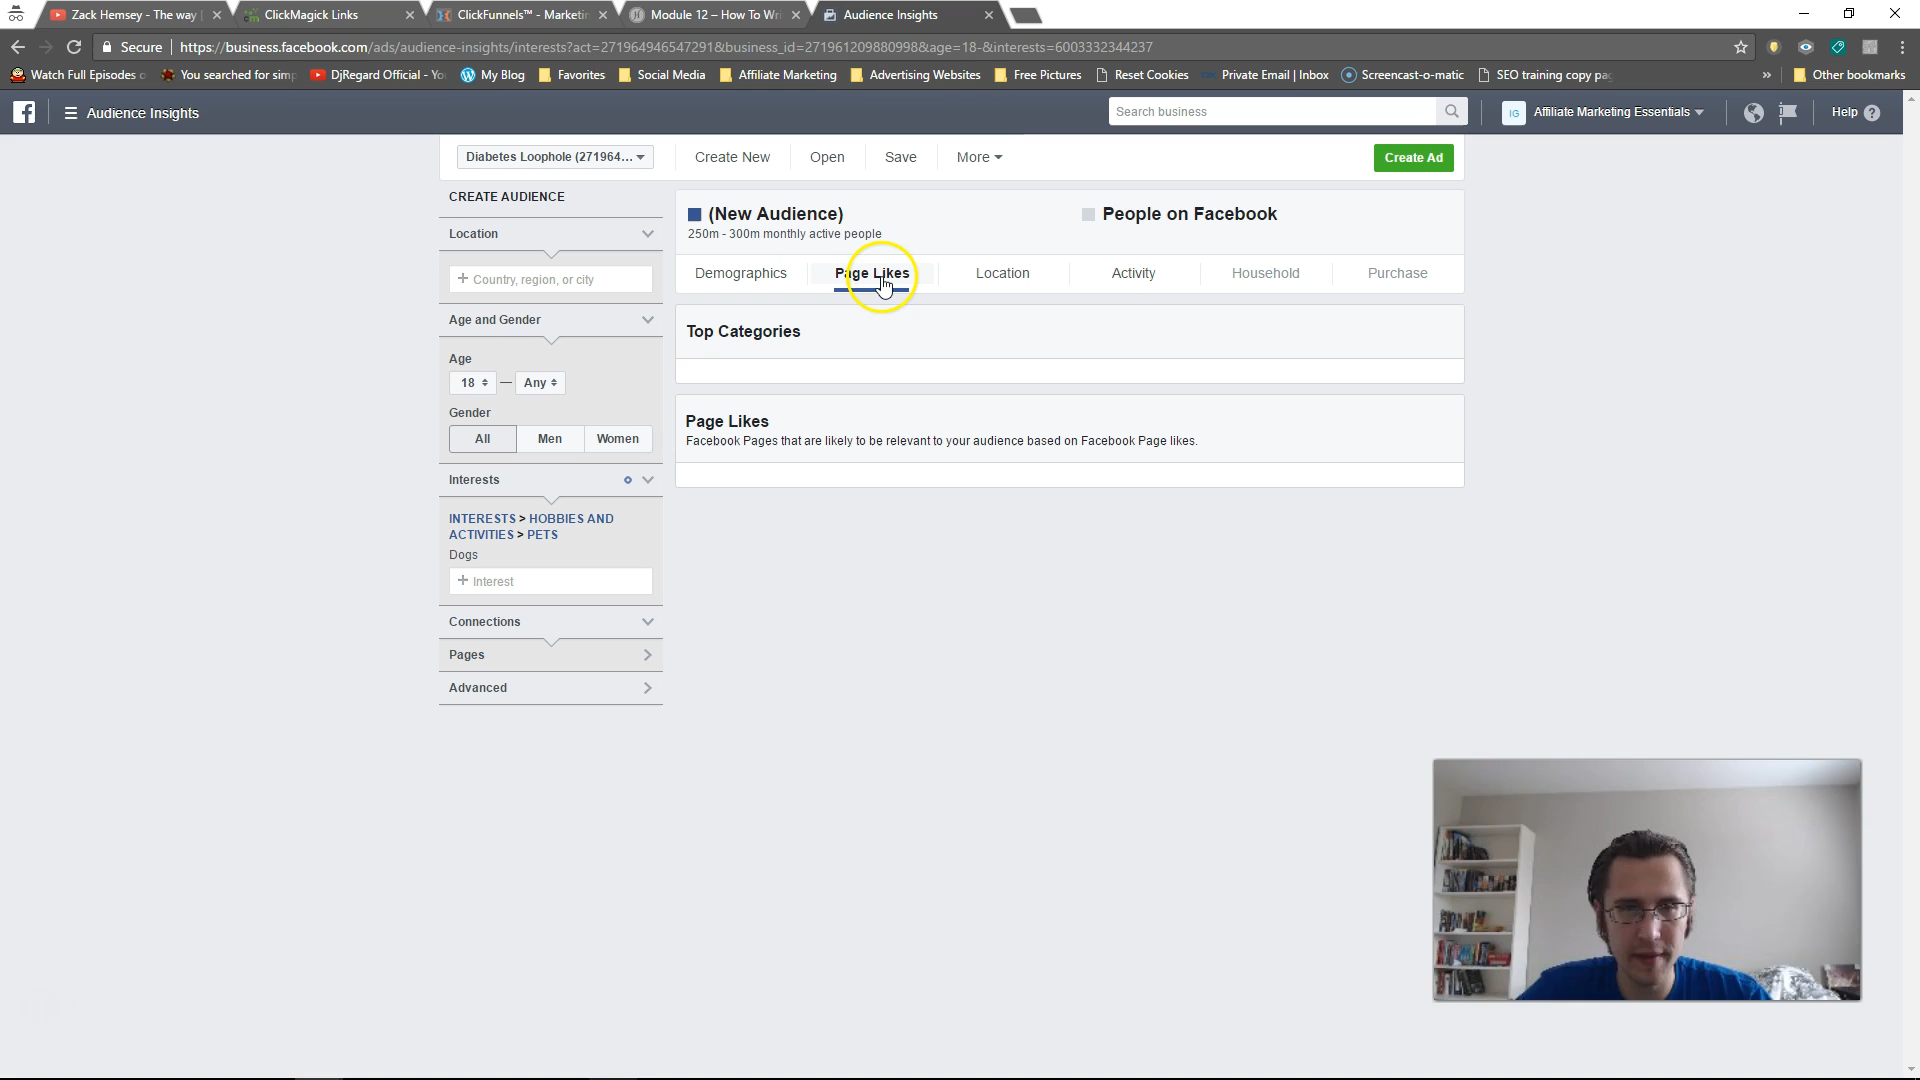 Zack Hemsey - The way
ClickMagick Links
ClickFunnels™ - Marketin
Module 12 – How To Wri
Audience Insights
Secure
https://business.facebook.com/ads/audience-insights/interests?act=271964946547291&business_id=271961209880998&age=18-&interests=6003332344237
Watch Full Episodes o
You searched for simp
DjRegard Official - Yo
My Blog
Favorites
Social Media
Affiliate Marketing
Advertising Websites
Free Pictures
Reset Cookies
Private Email | Inbox
Screencast-o-matic
SEO training copy pag
»
Other bookmarks
Audience Insights
Search business
IG
Affiliate Marketing Essentials
Help
Diabetes Loophole (271964...
Create New
Open
Save
More
Create Ad
CREATE AUDIENCE
Location
+ Country, region, or city
Age and Gender
Age
18 — Any
Gender
All
Men
Women
Interests
INTERESTS > HOBBIES AND
ACTIVITIES > PETS
Dogs
+ Interest
Connections
Pages
Advanced
(New Audience)
250m - 300m monthly active people
People on Facebook
Demographics
Page Likes
Location
Activity
Household
Purchase
Top Categories
Page Likes
Facebook Pages that are likely to be relevant to your audience based on Facebook Page likes.